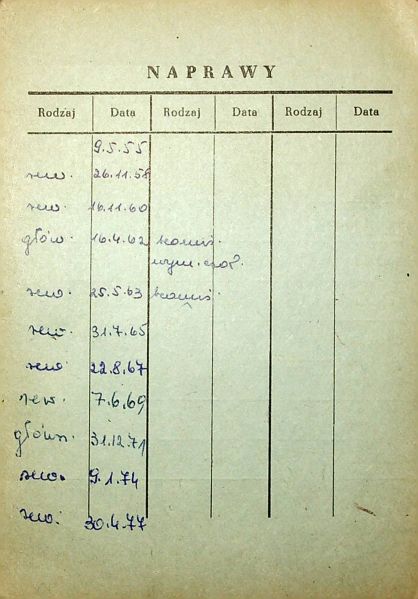 NAPRAWY
Rodzaj Data Rodzaj Data Rodzaj Data
9.5.55
rew. 26.11.58
rew. 16.11.60
głów. 16.4.62
wym.
rew. 25.5.63
rew. 31.7.65
rew. 22.8.67
rew. 7.6.69
główn. 31.12.71
rew. 9.1.74
rew. 30.4.77